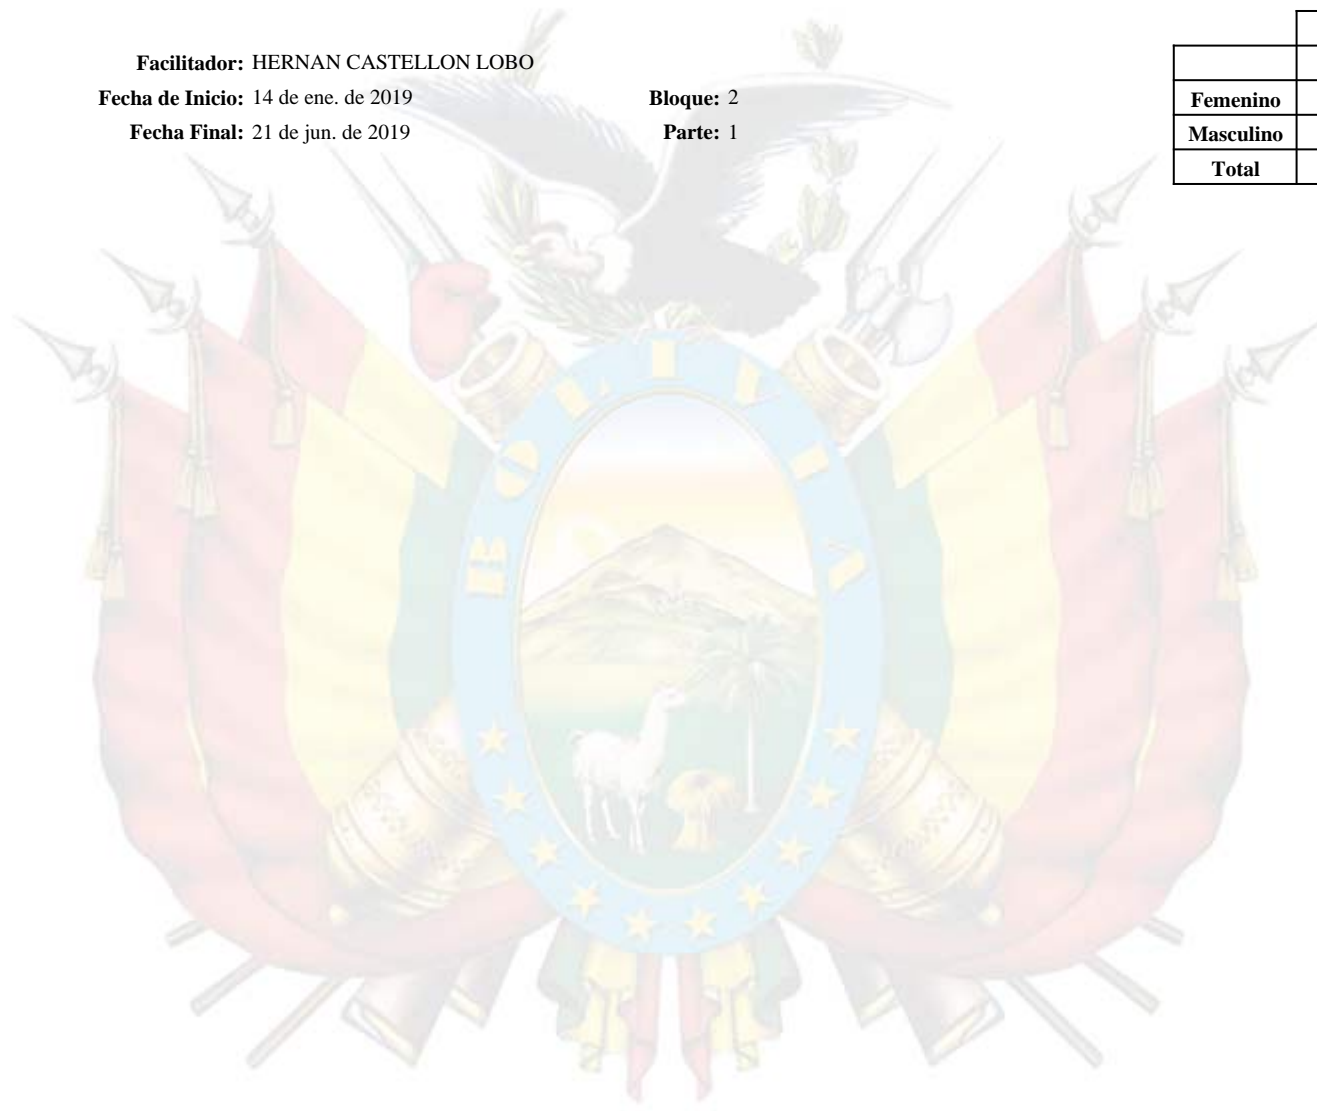 Facilitador: HERNAN CASTELLON LOBO
Fecha de Inicio: 14 de ene. de 2019 Bloque: 2
Fecha Final: 21 de jun. de 2019 Parte: 1
Femenino
Masculino
Total
BOLIVIA